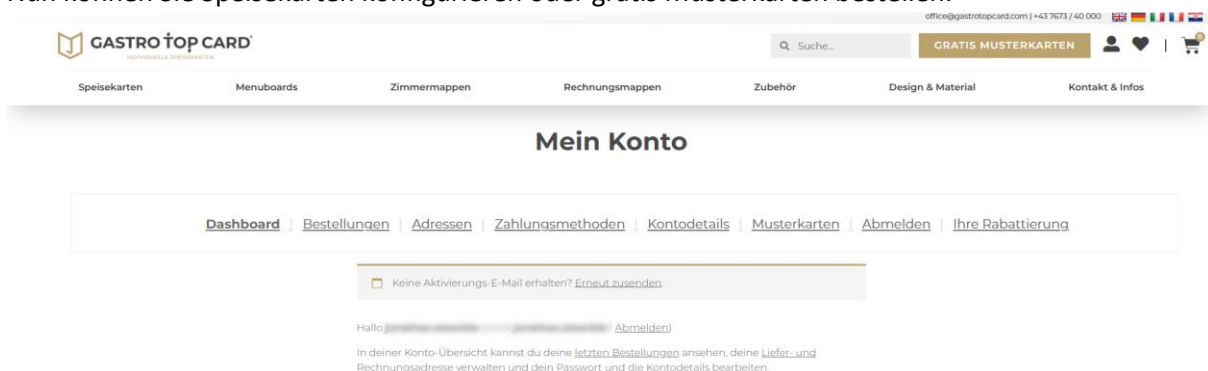 Nun können Sie Speisekarten konfigurieren oder gratis Musterkarten bestellen.
office@gastrotopcard.com | +43 7673 / 40 000
GASTRO TOP CARD®
INDIVIDUELLE SPEISEKARTEN
Suche...
GRATIS MUSTERKARTEN
|
0
Speisekarten Menuboards Zimmermappen Rechnungsmappen Zubehör Design & Material Kontakt & Infos
Mein Konto
Dashboard | Bestellungen | Adressen | Zahlungsmethoden | Kontodetails | Musterkarten | Abmelden | Ihre Rabattierung
Keine Aktivierungs-E-Mail erhalten? Erneut zusenden.
Hallo Abmelden)
In deiner Konto-Übersicht kannst du deine letzten Bestellungen ansehen, deine Liefer- und
Rechnungsadresse verwalten und dein Passwort und die Kontodetails bearbeiten.